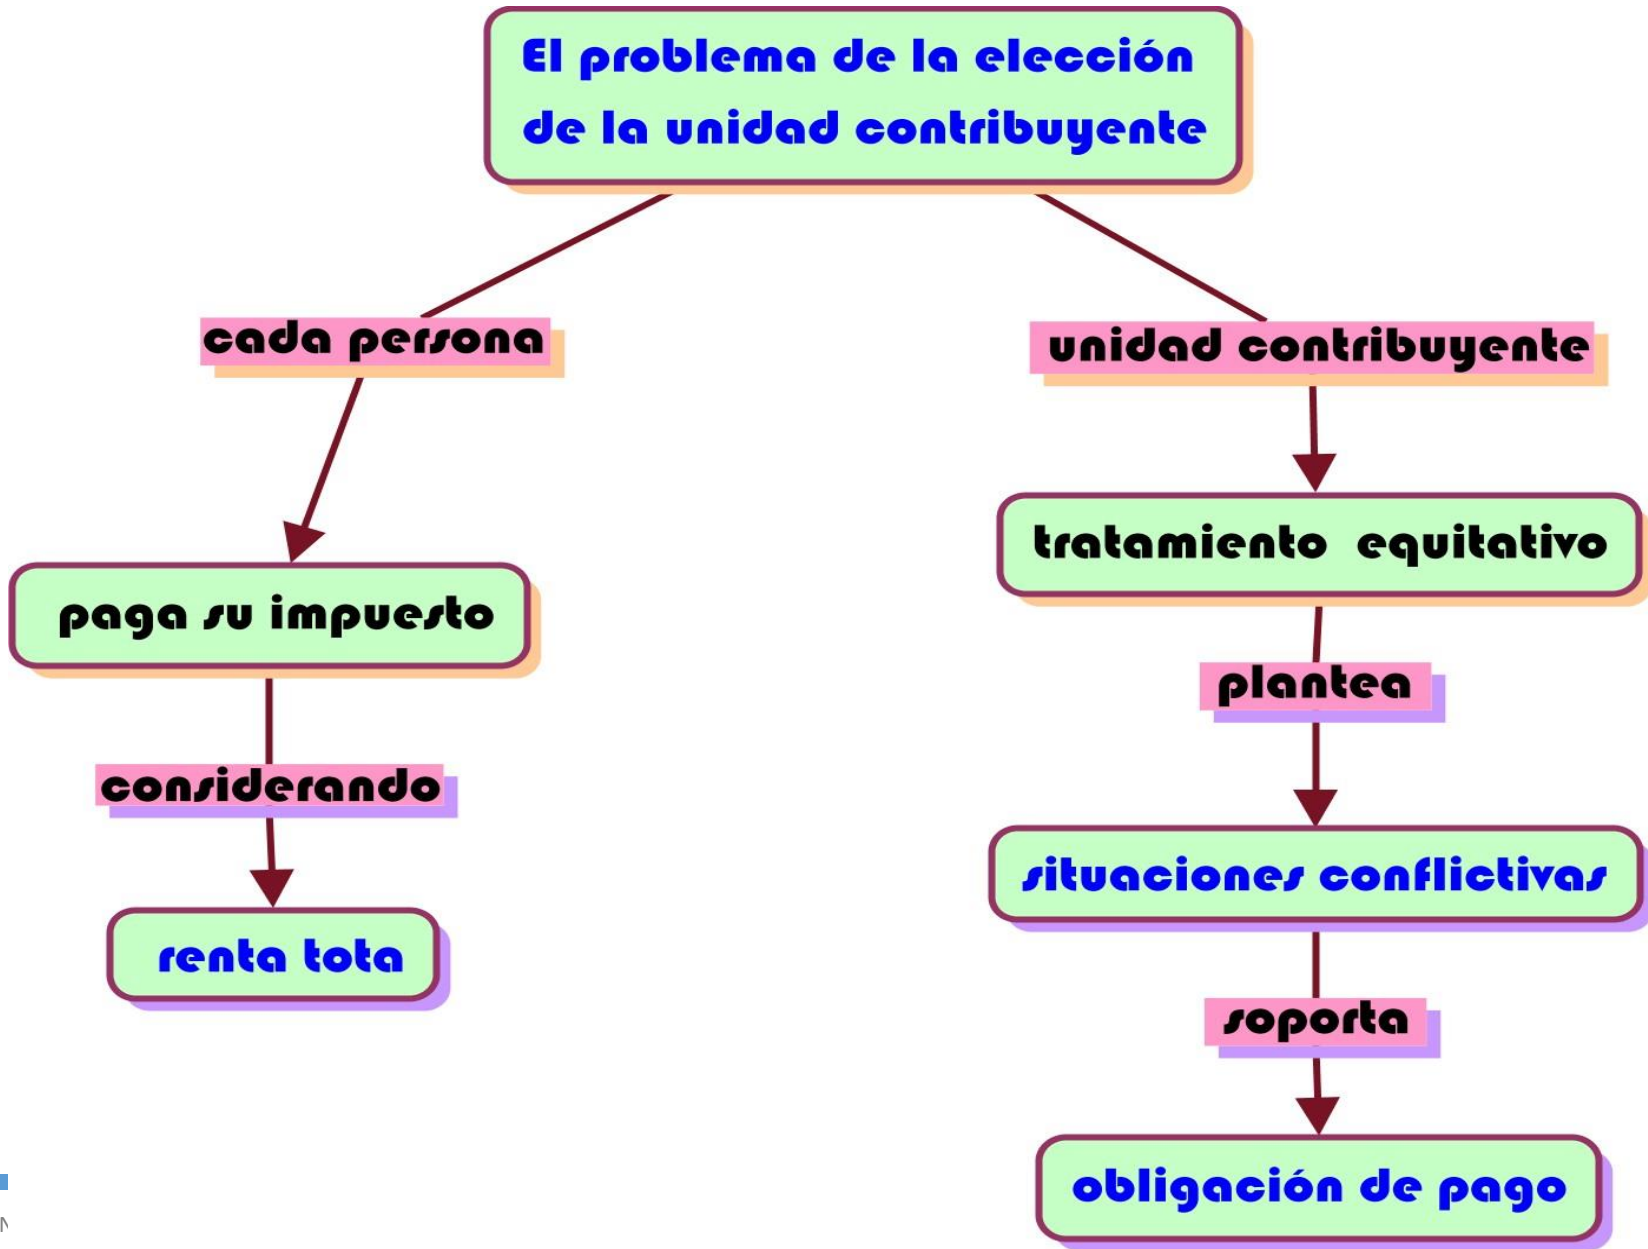 El problema de la elección
de la unidad contribuyente
cada persona
unidad contribuyente
paga su impuesto
tratamiento equitativo
considerando
plantea
renta tota
situaciones conflictivas
soporta
obligación de pago